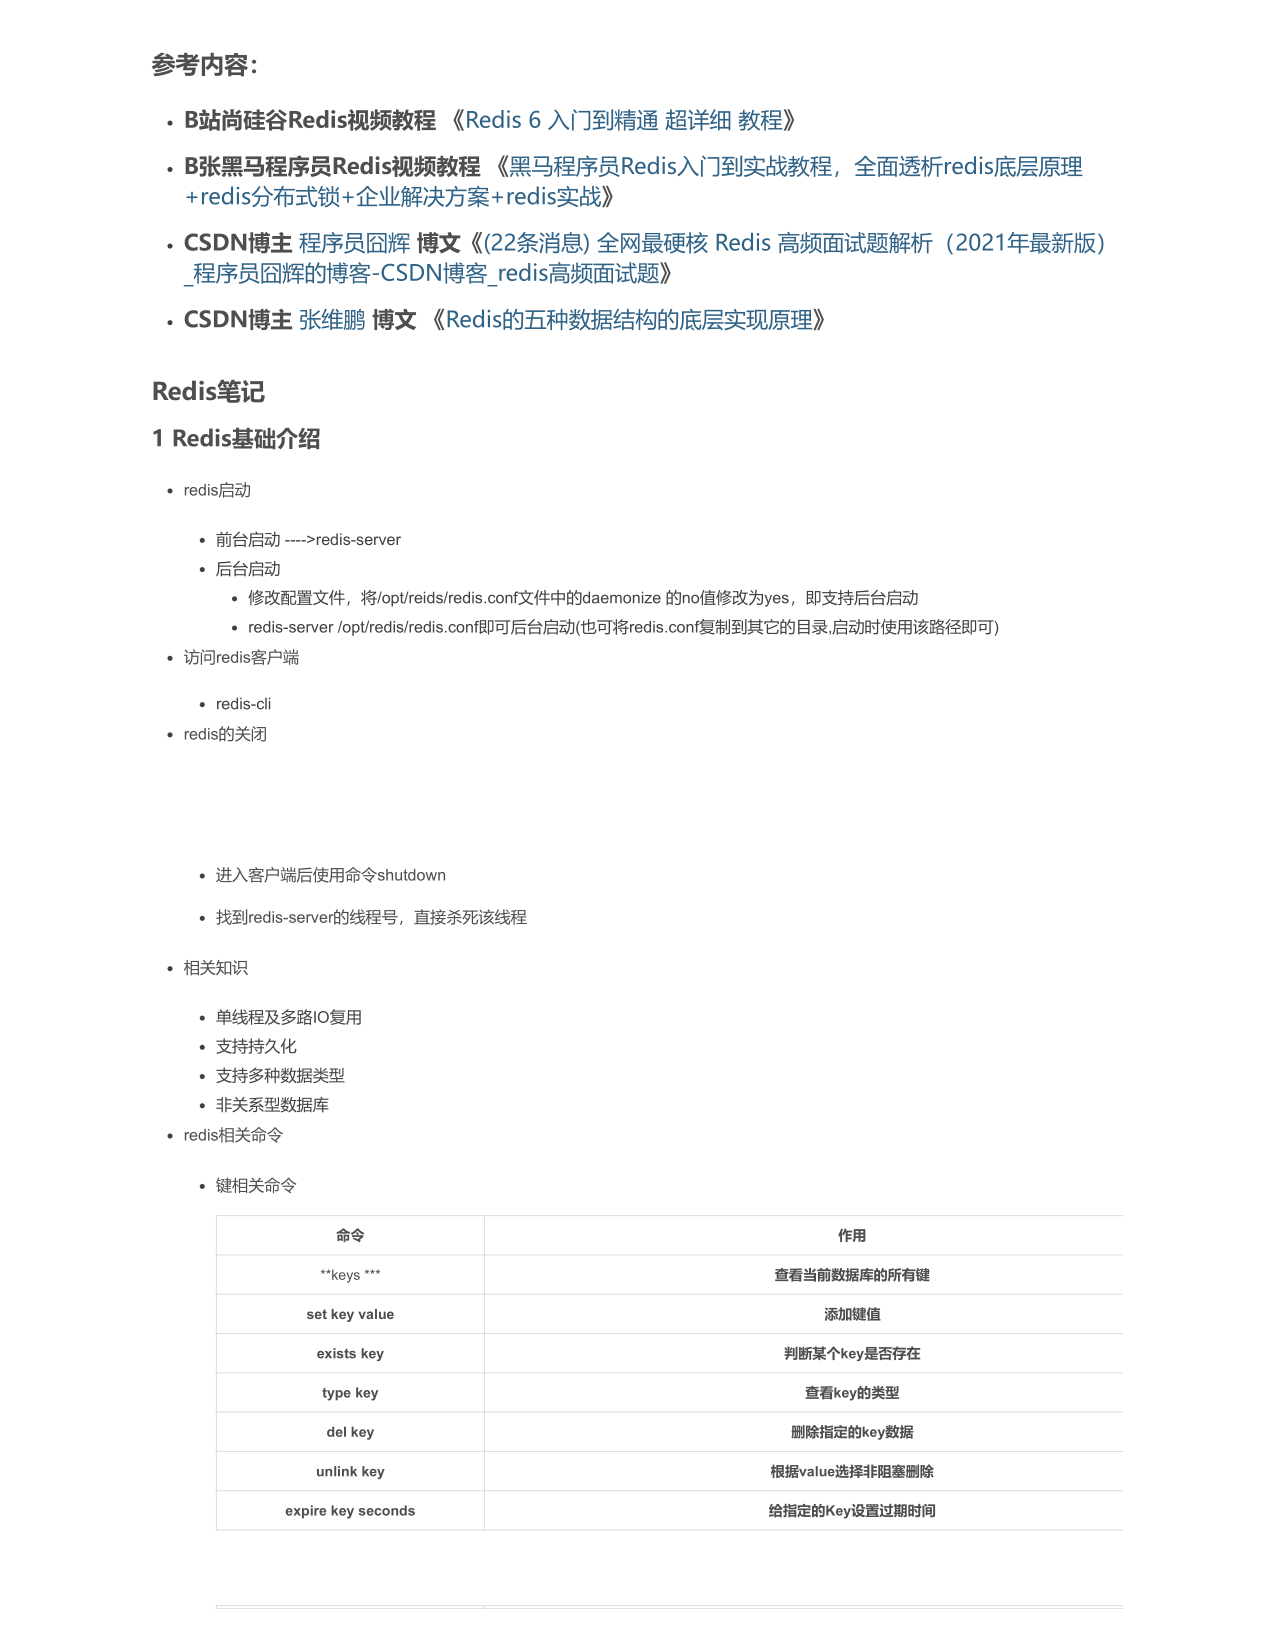 参考内容：
B站尚硅谷Redis视频教程 《Redis 6 入门到精通 超详细 教程》
B张黑马程序员Redis视频教程 《黑马程序员Redis入门到实战教程，全面透析redis底层原理
+redis分布式锁+企业解决方案+redis实战》
CSDN博主 程序员囧辉 博文《(22条消息) 全网最硬核 Redis 高频面试题解析（2021年最新版）
_程序员囧辉的博客-CSDN博客_redis高频面试题》
CSDN博主 张维鹏 博文 《Redis的五种数据结构的底层实现原理》
Redis笔记
1 Redis基础介绍
redis启动
前台启动 ---->redis-server
后台启动
修改配置文件，将/opt/reids/redis.conf文件中的daemonize 的no值修改为yes，即支持后台启动
redis-server /opt/redis/redis.conf即可后台启动(也可将redis.conf复制到其它的目录,启动时使用该路径即可)
访问redis客户端
redis-cli
redis的关闭
进入客户端后使用命令shutdown
找到redis-server的线程号，直接杀死该线程
相关知识
单线程及多路IO复用
支持持久化
支持多种数据类型
非关系型数据库
redis相关命令
键相关命令
命令 作用
**keys *** 查看当前数据库的所有键
set key value 添加键值
exists key 判断某个key是否存在
type key 查看key的类型
del key 删除指定的key数据
unlink key 根据value选择非阻塞删除
expire key seconds 给指定的Key设置过期时间